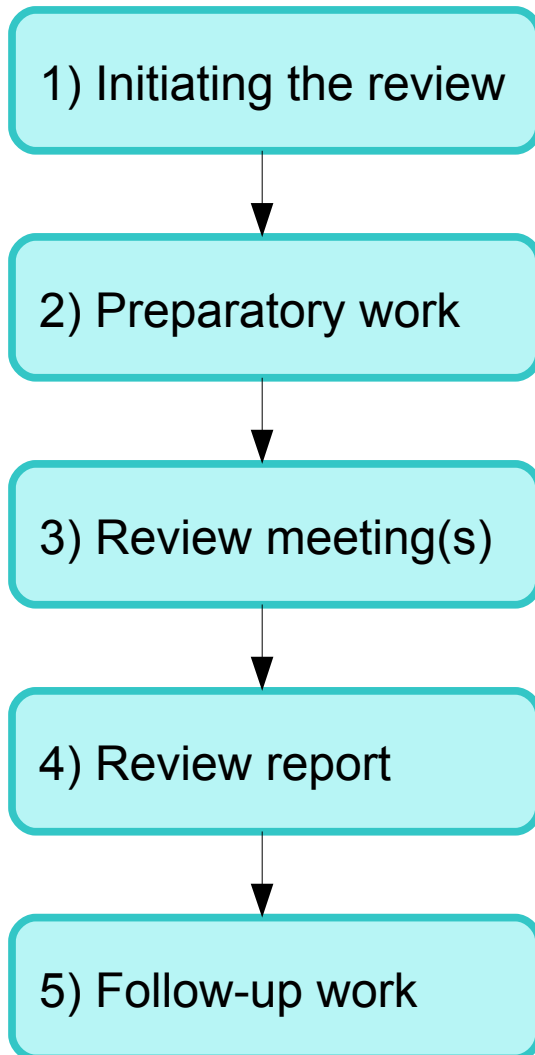 1) Initiating the review
2) Preparatory work
3) Review meeting(s)
4) Review report
5) Follow-up work